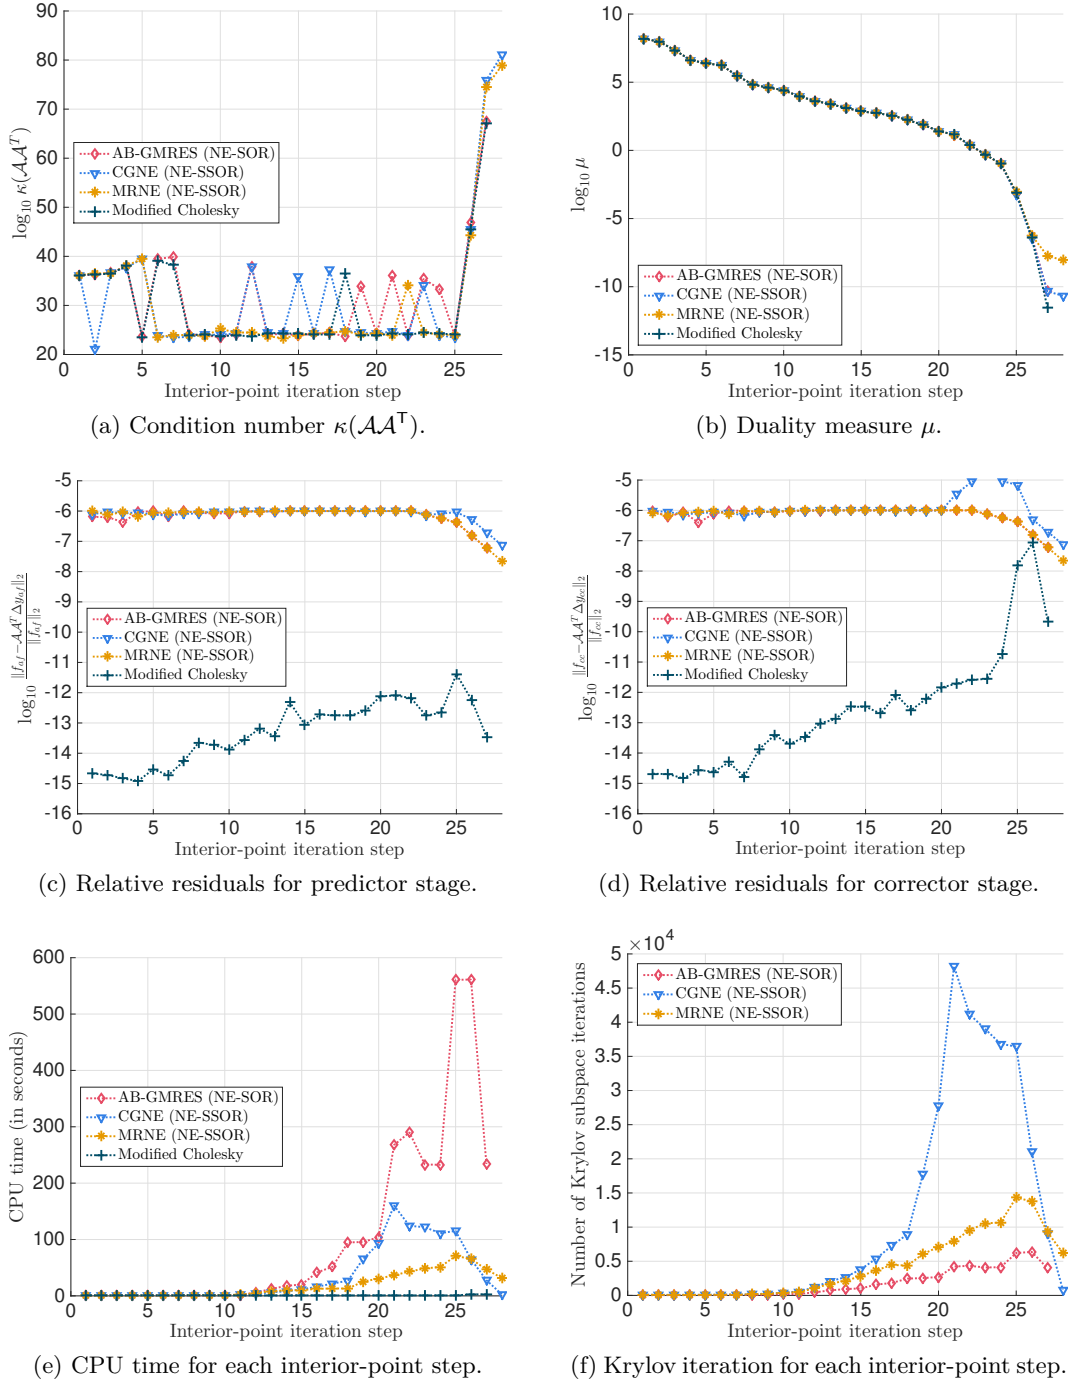 90
80
70
60
50
40
30
20
log₁₀ κ(𝒜𝒜ᵀ)
AB-GMRES (NE-SOR)
CGNE (NE-SSOR)
MRNE (NE-SSOR)
Modified Cholesky
0 5 10 15 20 25
Interior-point iteration step
(a) Condition number κ(𝒜𝒜ᵀ).
10
5
0
-5
-10
-15
log₁₀ μ
AB-GMRES (NE-SOR)
CGNE (NE-SSOR)
MRNE (NE-SSOR)
Modified Cholesky
0 5 10 15 20 25
Interior-point iteration step
(b) Duality measure μ.
-5
-6
-7
-8
-9
-10
-11
-12
-13
-14
-15
-16
log₁₀ ‖f_af−𝒜𝒜ᵀΔy_af‖₂ / ‖f_af‖₂
AB-GMRES (NE-SOR)
CGNE (NE-SSOR)
MRNE (NE-SSOR)
Modified Cholesky
5 10 15 20 25
Interior-point iteration step
(c) Relative residuals for predictor stage.
-5
-6
-7
-8
-9
-10
-11
-12
-13
-14
-15
-16
log₁₀ ‖f_cc−𝒜𝒜ᵀΔy_cc‖₂ / ‖f_cc‖₂
AB-GMRES (NE-SOR)
CGNE (NE-SSOR)
MRNE (NE-SSOR)
Modified Cholesky
5 10 15 20 25
Interior-point iteration step
(d) Relative residuals for corrector stage.
600
500
400
300
200
100
0
CPU time (in seconds)
AB-GMRES (NE-SOR)
CGNE (NE-SSOR)
MRNE (NE-SSOR)
Modified Cholesky
0 5 10 15 20 25
Interior-point iteration step
(e) CPU time for each interior-point step.
×10⁴
5
4.5
4
3.5
3
2.5
2
1.5
1
0.5
0
Number of Krylov subspace iterations
AB-GMRES (NE-SOR)
CGNE (NE-SSOR)
MRNE (NE-SSOR)
0 5 10 15 20 25
Interior-point iteration step
(f) Krylov iteration for each interior-point step.